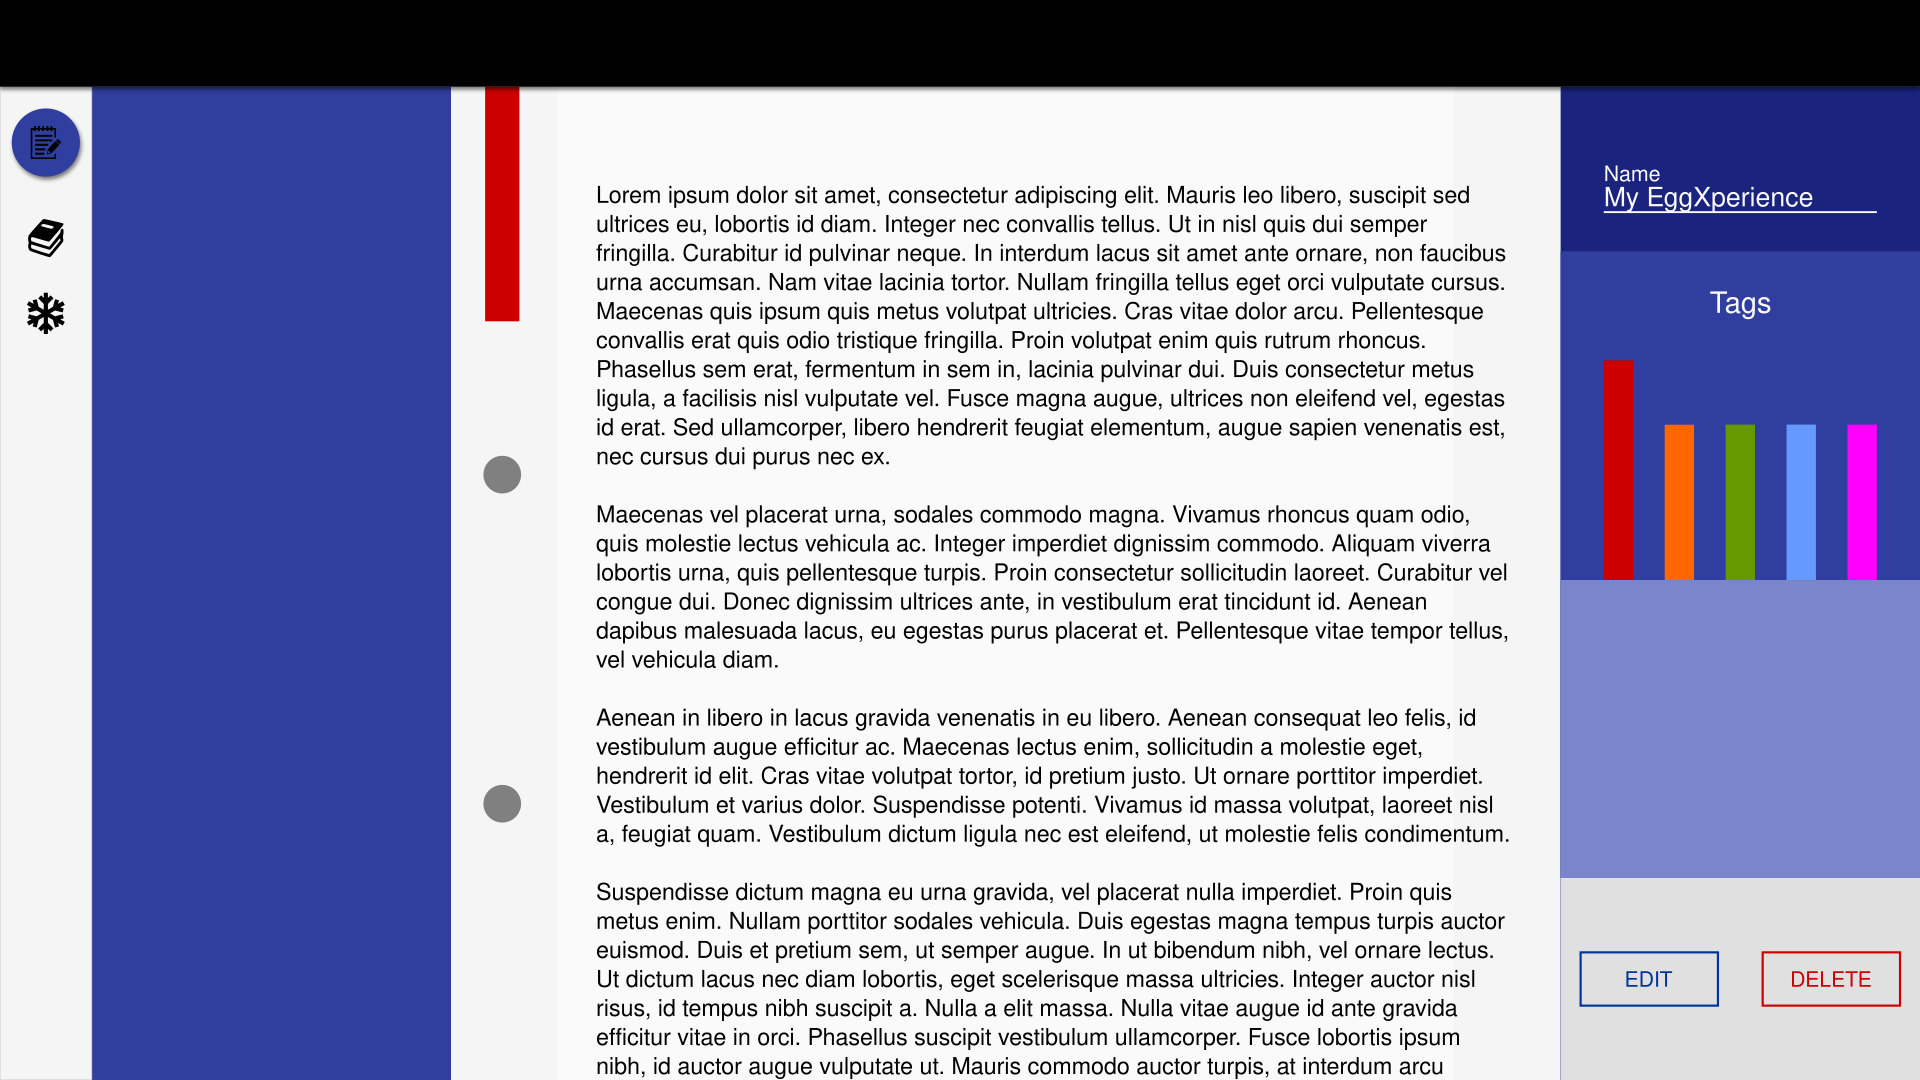 Lorem ipsum dolor sit amet, consectetur adipiscing elit. Mauris leo libero, suscipit sed
ultrices eu, lobortis id diam. Integer nec convallis tellus. Ut in nisl quis dui semper
fringilla. Curabitur id pulvinar neque. In interdum lacus sit amet ante ornare, non faucibus
urna accumsan. Nam vitae lacinia tortor. Nullam fringilla tellus eget orci vulputate cursus.
Maecenas quis ipsum quis metus volutpat ultricies. Cras vitae dolor arcu. Pellentesque
convallis erat quis odio tristique fringilla. Proin volutpat enim quis rutrum rhoncus.
Phasellus sem erat, fermentum in sem in, lacinia pulvinar dui. Duis consectetur metus
ligula, a facilisis nisl vulputate vel. Fusce magna augue, ultrices non eleifend vel, egestas
id erat. Sed ullamcorper, libero hendrerit feugiat elementum, augue sapien venenatis est,
nec cursus dui purus nec ex.
Maecenas vel placerat urna, sodales commodo magna. Vivamus rhoncus quam odio,
quis molestie lectus vehicula ac. Integer imperdiet dignissim commodo. Aliquam viverra
lobortis urna, quis pellentesque turpis. Proin consectetur sollicitudin laoreet. Curabitur vel
congue dui. Donec dignissim ultrices ante, in vestibulum erat tincidunt id. Aenean
dapibus malesuada lacus, eu egestas purus placerat et. Pellentesque vitae tempor tellus,
vel vehicula diam.
Aenean in libero in lacus gravida venenatis in eu libero. Aenean consequat leo felis, id
vestibulum augue efficitur ac. Maecenas lectus enim, sollicitudin a molestie eget,
hendrerit id elit. Cras vitae volutpat tortor, id pretium justo. Ut ornare porttitor imperdiet.
Vestibulum et varius dolor. Suspendisse potenti. Vivamus id massa volutpat, laoreet nisl
a, feugiat quam. Vestibulum dictum ligula nec est eleifend, ut molestie felis condimentum.
Suspendisse dictum magna eu urna gravida, vel placerat nulla imperdiet. Proin quis
metus enim. Nullam porttitor sodales vehicula. Duis egestas magna tempus turpis auctor
euismod. Duis et pretium sem, ut semper augue. In ut bibendum nibh, vel ornare lectus.
Ut dictum lacus nec diam lobortis, eget scelerisque massa ultricies. Integer auctor nisl
risus, id tempus nibh suscipit a. Nulla a elit massa. Nulla vitae augue id ante gravida
efficitur vitae in orci. Phasellus suscipit vestibulum ullamcorper. Fusce lobortis ipsum
nibh, id auctor augue vulputate ut. Mauris commodo auctor turpis, at interdum arcu
Name
My EggXperience
Tags
EDIT
DELETE